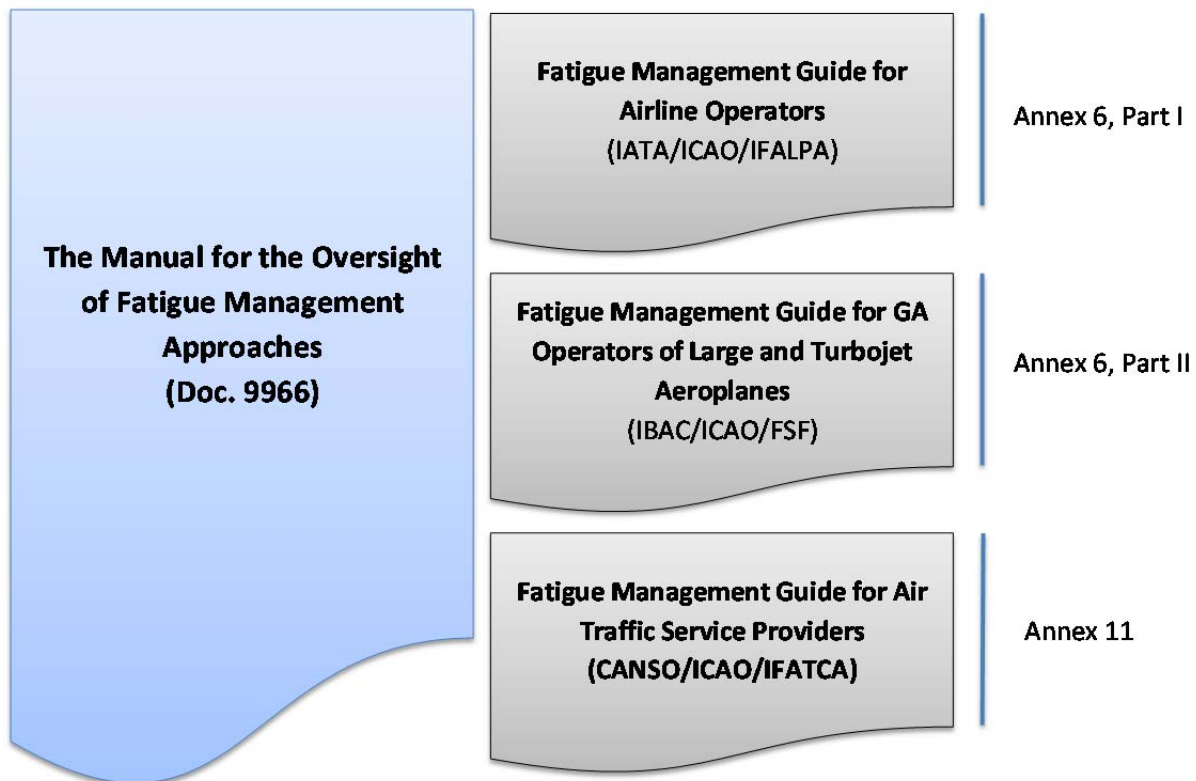 The Manual for the Oversight
of Fatigue Management
Approaches
(Doc. 9966)
Fatigue Management Guide for
Airline Operators
(IATA/ICAO/IFALPA)
Annex 6, Part I
Fatigue Management Guide for GA
Operators of Large and Turbojet
Aeroplanes
(IBAC/ICAO/FSF)
Annex 6, Part II
Fatigue Management Guide for Air
Traffic Service Providers
(CANSO/ICAO/IFATCA)
Annex 11